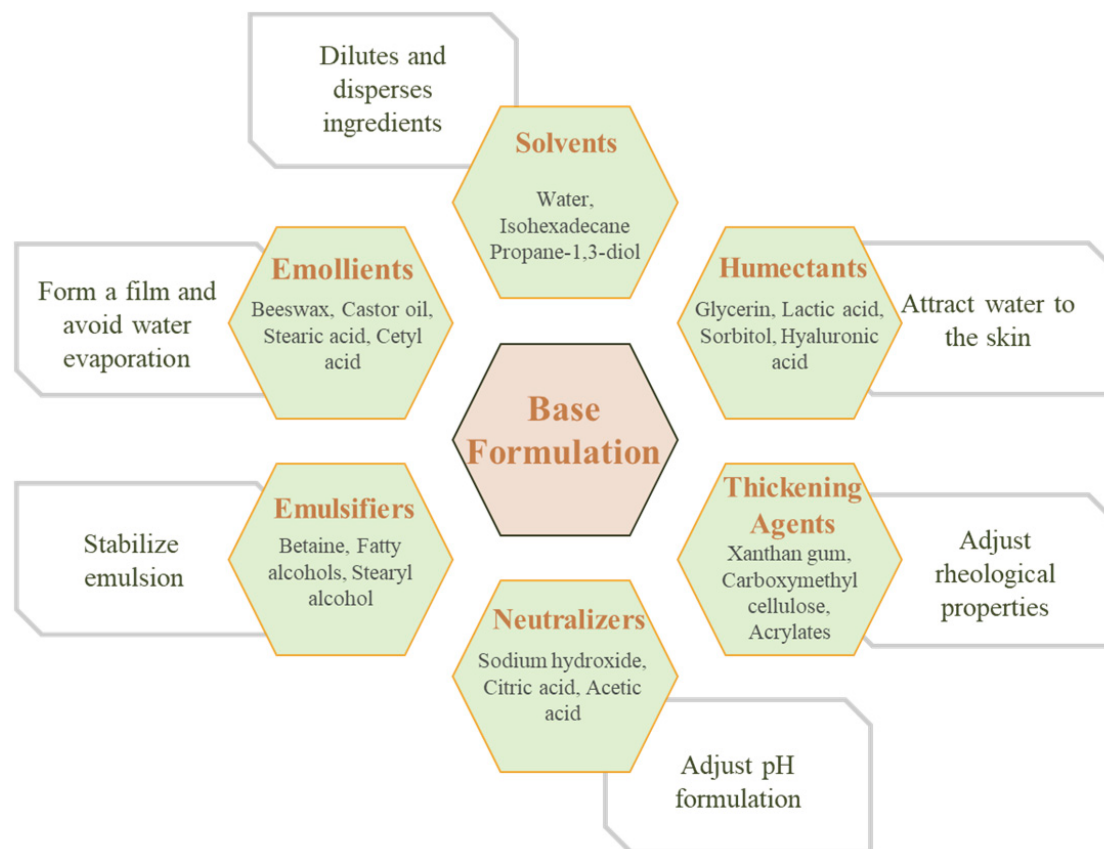 Dilutes and
disperses
ingredients
Solvents
Water,
Isohexadecane
Propane-1,3-diol
Emollients
Beeswax, Castor oil,
Stearic acid, Cetyl
acid
Form a film and
avoid water
evaporation
Humectants
Glycerin, Lactic acid,
Sorbitol, Hyaluronic
acid
Attract water to
the skin
Base
Formulation
Emulsifiers
Betaine, Fatty
alcohols, Stearyl
alcohol
Stabilize
emulsion
Thickening
Agents
Xanthan gum,
Carboxymethyl
cellulose,
Acrylates
Adjust
rheological
properties
Neutralizers
Sodium hydroxide,
Citric acid, Acetic
acid
Adjust pH
formulation